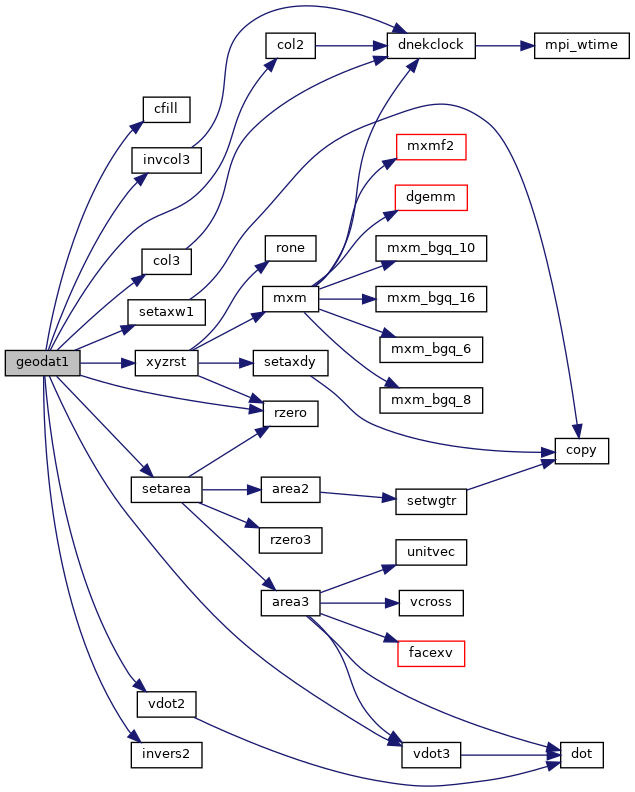 col2
dnekclock
mpi_wtime
cfill
mxmf2
invcol3
dgemm
rone
mxm_bgq_10
col3
mxm
mxm_bgq_16
setaxw1
mxm_bgq_6
geodat1
xyzrst
setaxdy
mxm_bgq_8
rzero
copy
setarea
area2
setwgtr
rzero3
unitvec
area3
vcross
facexv
vdot2
invers2
vdot3
dot